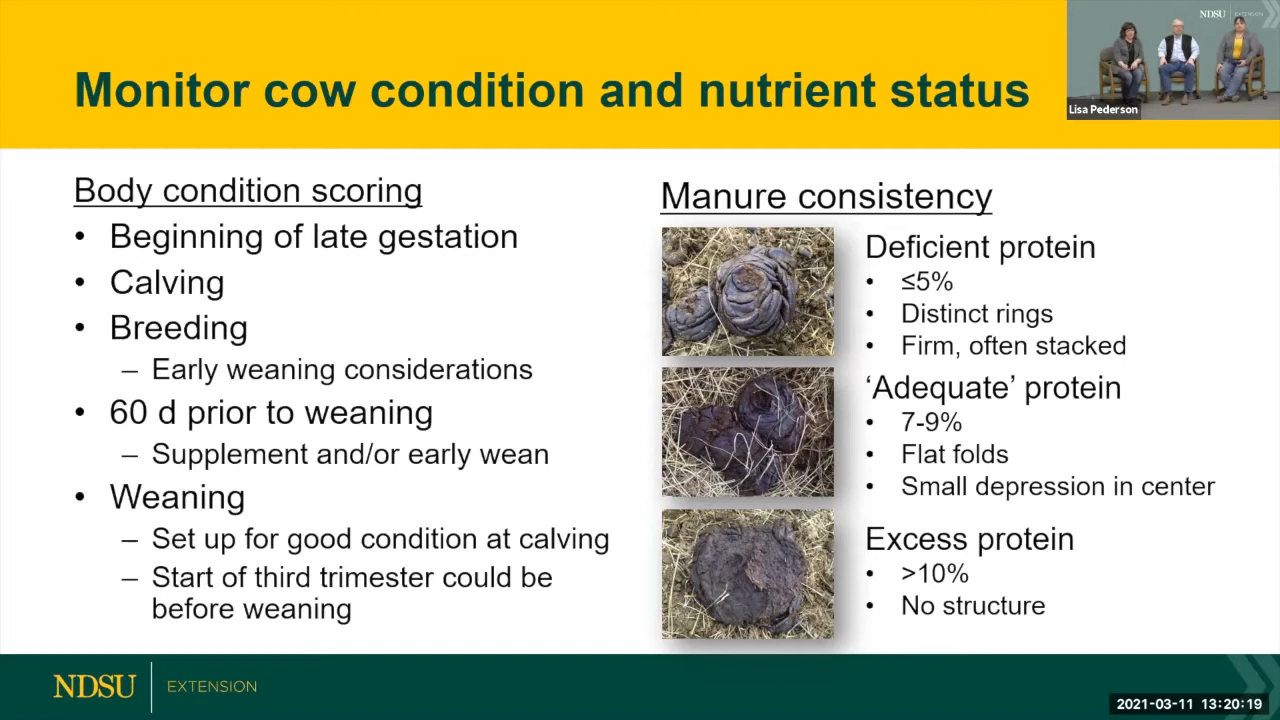 Monitor cow condition and nutrient status
NDSU EXTENSION
Lisa Pederson
Body condition scoring
• Beginning of late gestation
• Calving
• Breeding
– Early weaning considerations
• 60 d prior to weaning
– Supplement and/or early wean
• Weaning
– Set up for good condition at calving
– Start of third trimester could be
before weaning
Manure consistency
Deficient protein
• ≤5%
• Distinct rings
• Firm, often stacked
‘Adequate’ protein
• 7-9%
• Flat folds
• Small depression in center
Excess protein
• >10%
• No structure
NDSU EXTENSION
2021-03-11 13:20:19